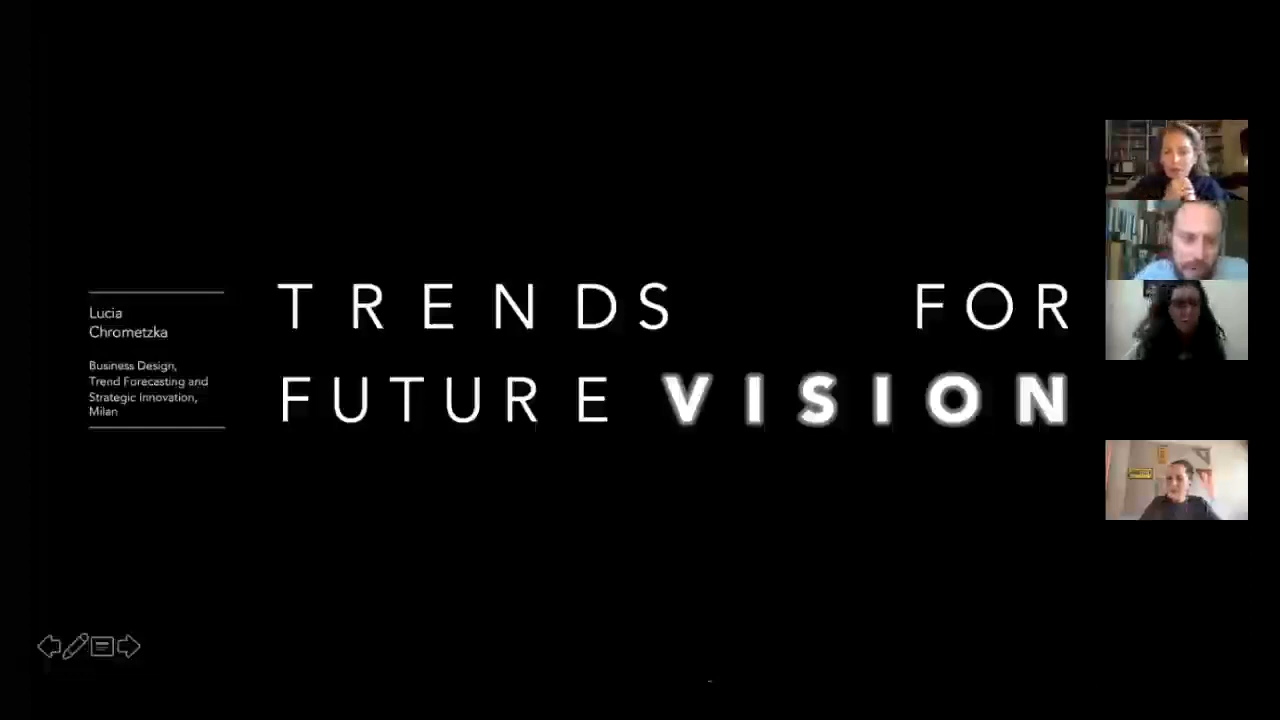 Lucia
Chrometzka
Business Design,
Trend Forecasting and
Strategic Innovation,
Milan
TRENDS FOR
FUTURE VISION